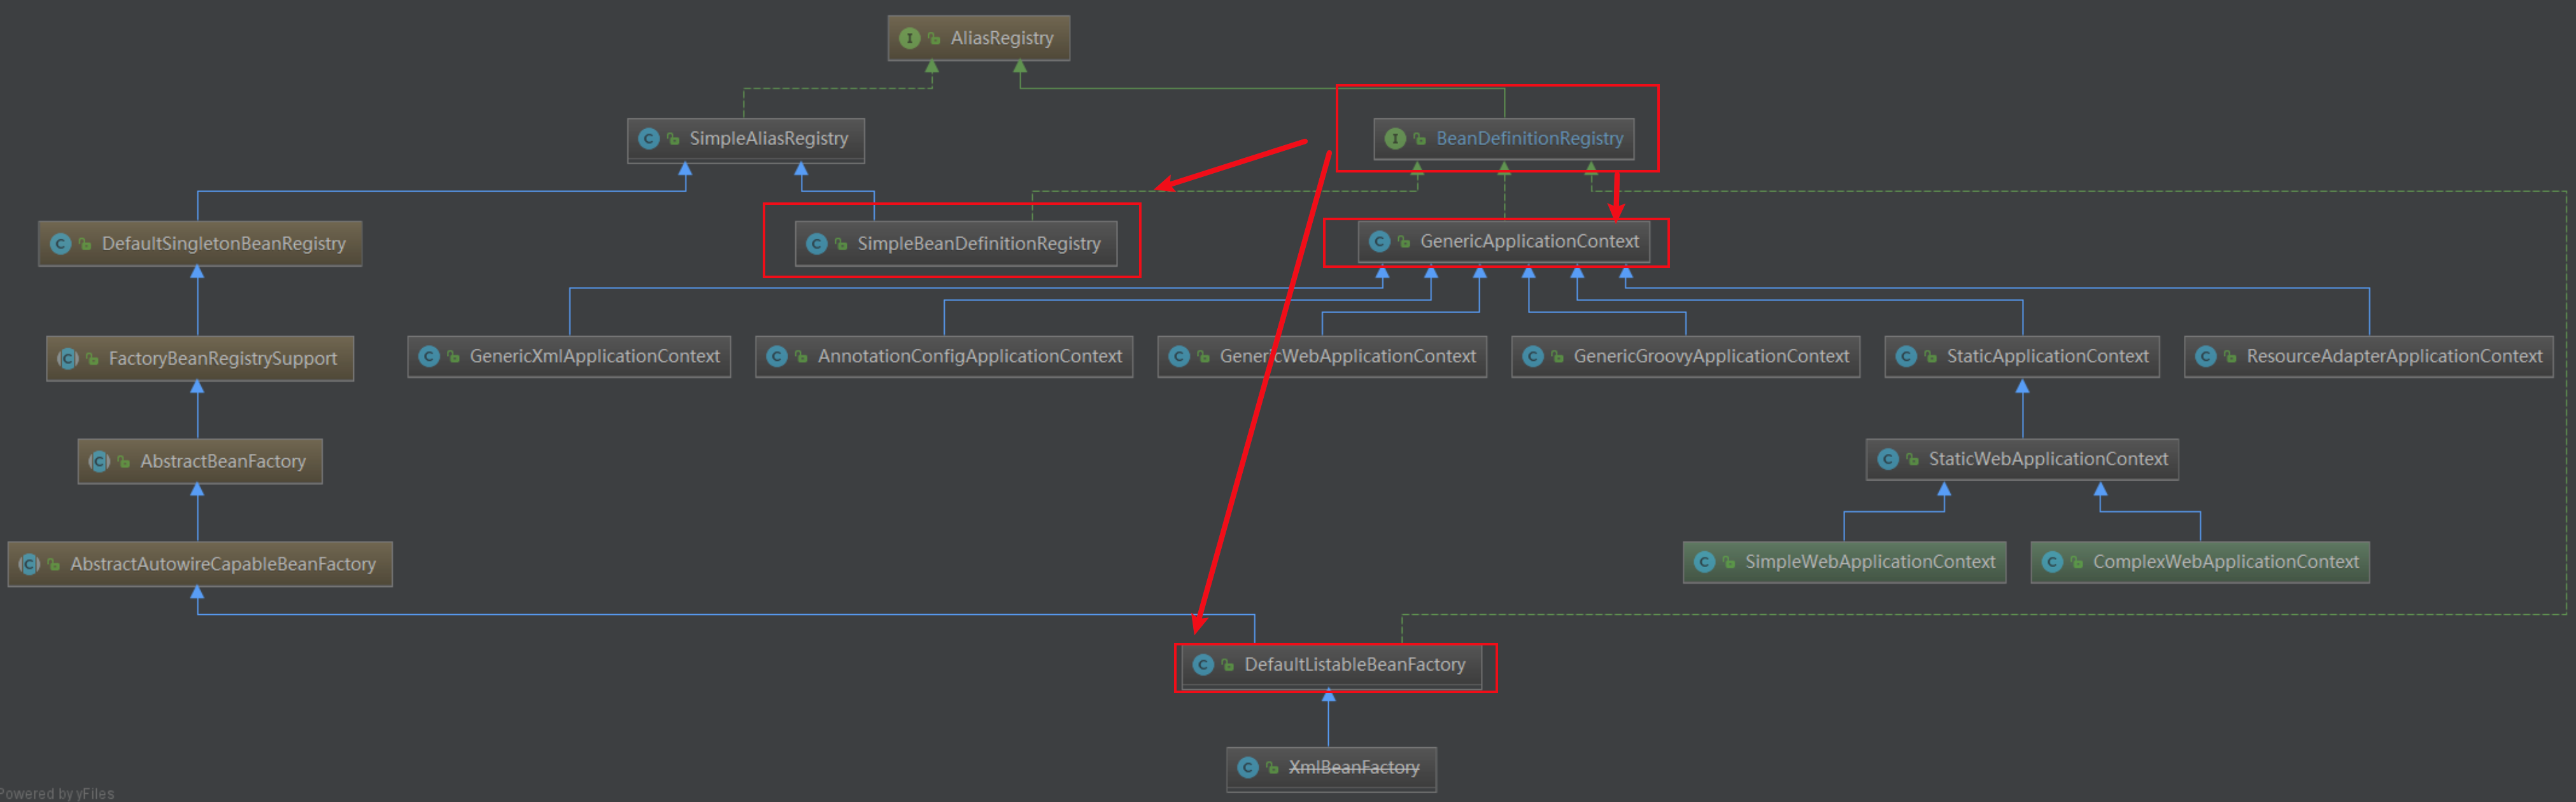 AliasRegistry
SimpleAliasRegistry
BeanDefinitionRegistry
DefaultSingletonBeanRegistry
SimpleBeanDefinitionRegistry
GenericApplicationContext
FactoryBeanRegistrySupport
GenericXmlApplicationContext
AnnotationConfigApplicationContext
GenericWebApplicationContext
GenericGroovyApplicationContext
StaticApplicationContext
ResourceAdapterApplicationContext
AbstractBeanFactory
StaticWebApplicationContext
AbstractAutowireCapableBeanFactory
SimpleWebApplicationContext
ComplexWebApplicationContext
DefaultListableBeanFactory
XmlBeanFactory
Powered by yFiles